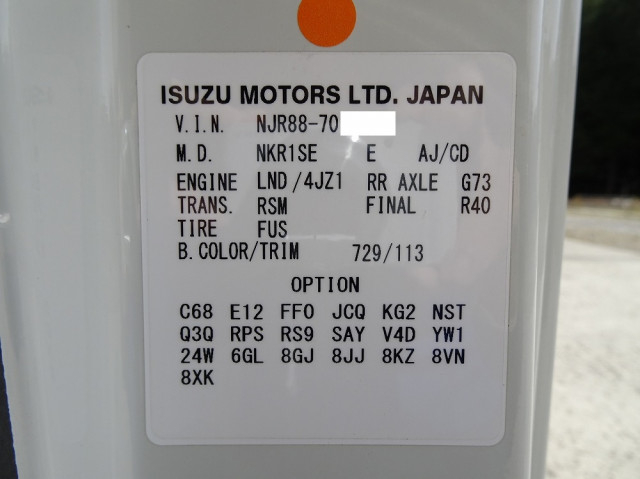 ISUZU MOTORS LTD. JAPAN
V.I.N. NJR88-70
M.D. NKR1SE E AJ/CD
ENGINE LND/4JZ1 RR AXLE G73
TRANS. RSM FINAL R40
TIRE FUS
B.COLOR/TRIM 729/113
OPTION
C68 E12 FF0 JCQ KG2 NST
Q3Q RPS RS9 SAY V4D YW1
24W 6GL 8GJ 8JJ 8KZ 8VN
8XK